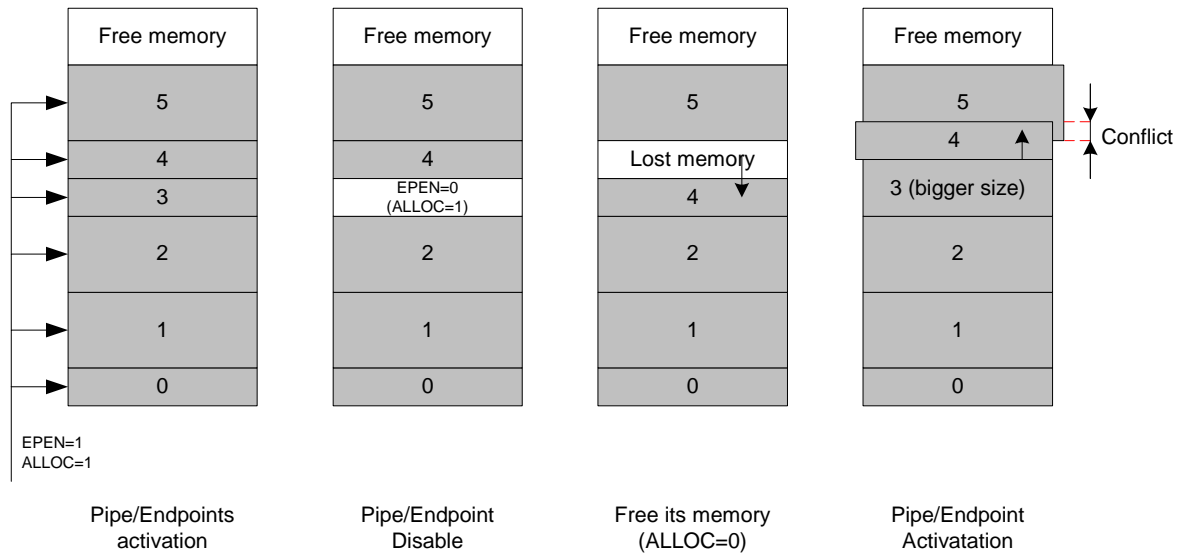 Free memory
5
4
3
2
1
0
EPEN=1
ALLOC=1
Pipe/Endpoints
activation
Free memory
5
4
EPEN=0
(ALLOC=1)
2
1
0
Pipe/Endpoint
Disable
Free memory
5
Lost memory
4
2
1
0
Free its memory
(ALLOC=0)
Free memory
5
4
3 (bigger size)
2
1
0
Conflict
Pipe/Endpoint
Activatation